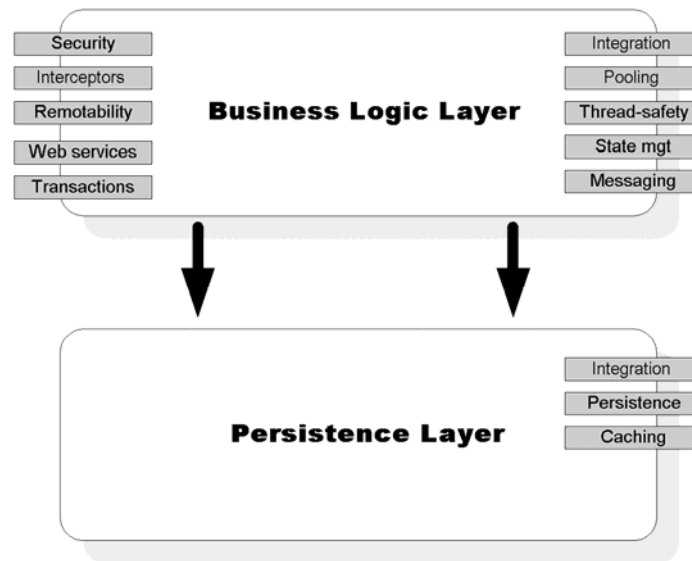 Security
Interceptors
Remotability
Web services
Transactions
Business Logic Layer
Integration
Pooling
Thread-safety
State mgt
Messaging
Persistence Layer
Integration
Persistence
Caching